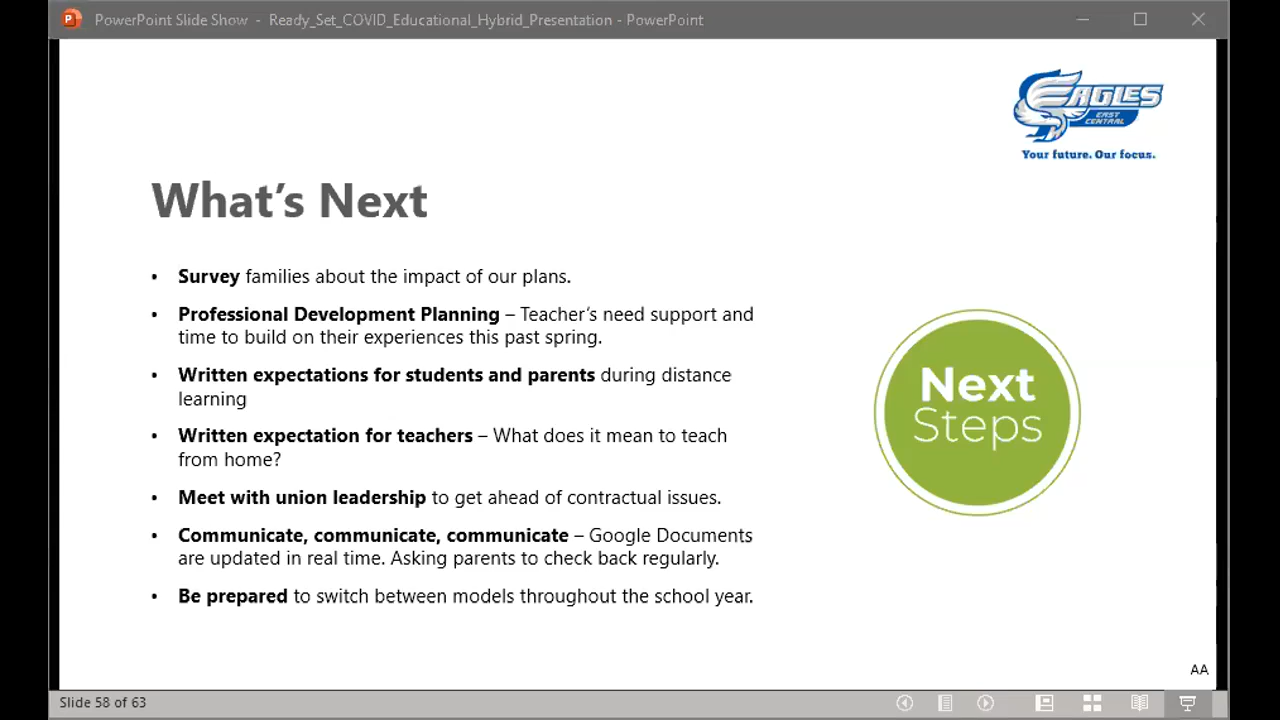 PowerPoint Slide Show - Ready_Set_COVID_Educational_Hybrid_Presentation - PowerPoint
EAGLES
EAST
CENTRAL
Your future. Our focus.
What's Next
• Survey families about the impact of our plans.
• Professional Development Planning – Teacher's need support and
time to build on their experiences this past spring.
• Written expectations for students and parents during distance
learning
• Written expectation for teachers – What does it mean to teach
from home?
• Meet with union leadership to get ahead of contractual issues.
• Communicate, communicate, communicate – Google Documents
are updated in real time. Asking parents to check back regularly.
• Be prepared to switch between models throughout the school year.
Next
Steps
AA
Slide 58 of 63